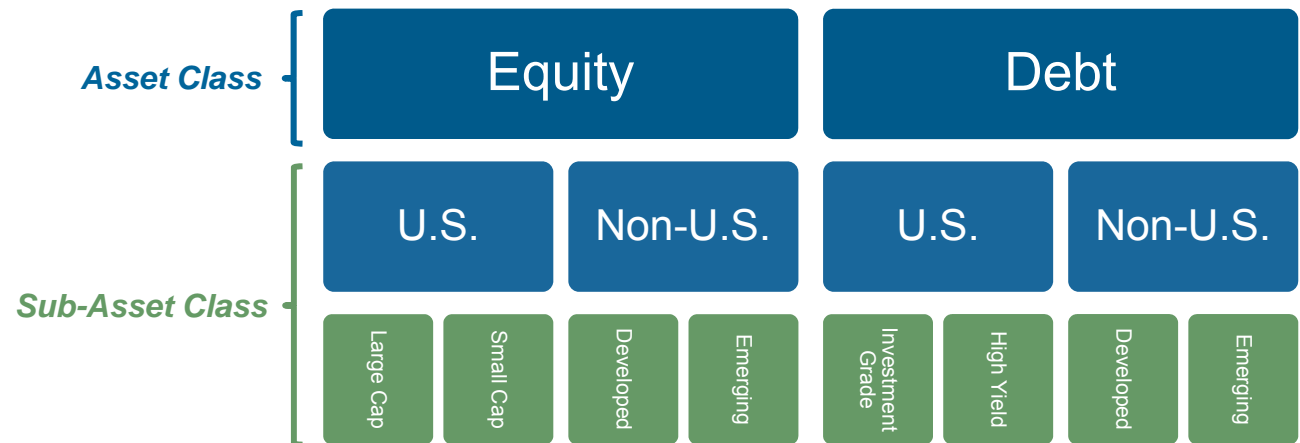 Asset Class
Equity
Debt
Sub-Asset Class
U.S.
Non-U.S.
U.S.
Non-U.S.
Large Cap
Small Cap
Developed
Emerging
Investment
Grade
High Yield
Developed
Emerging